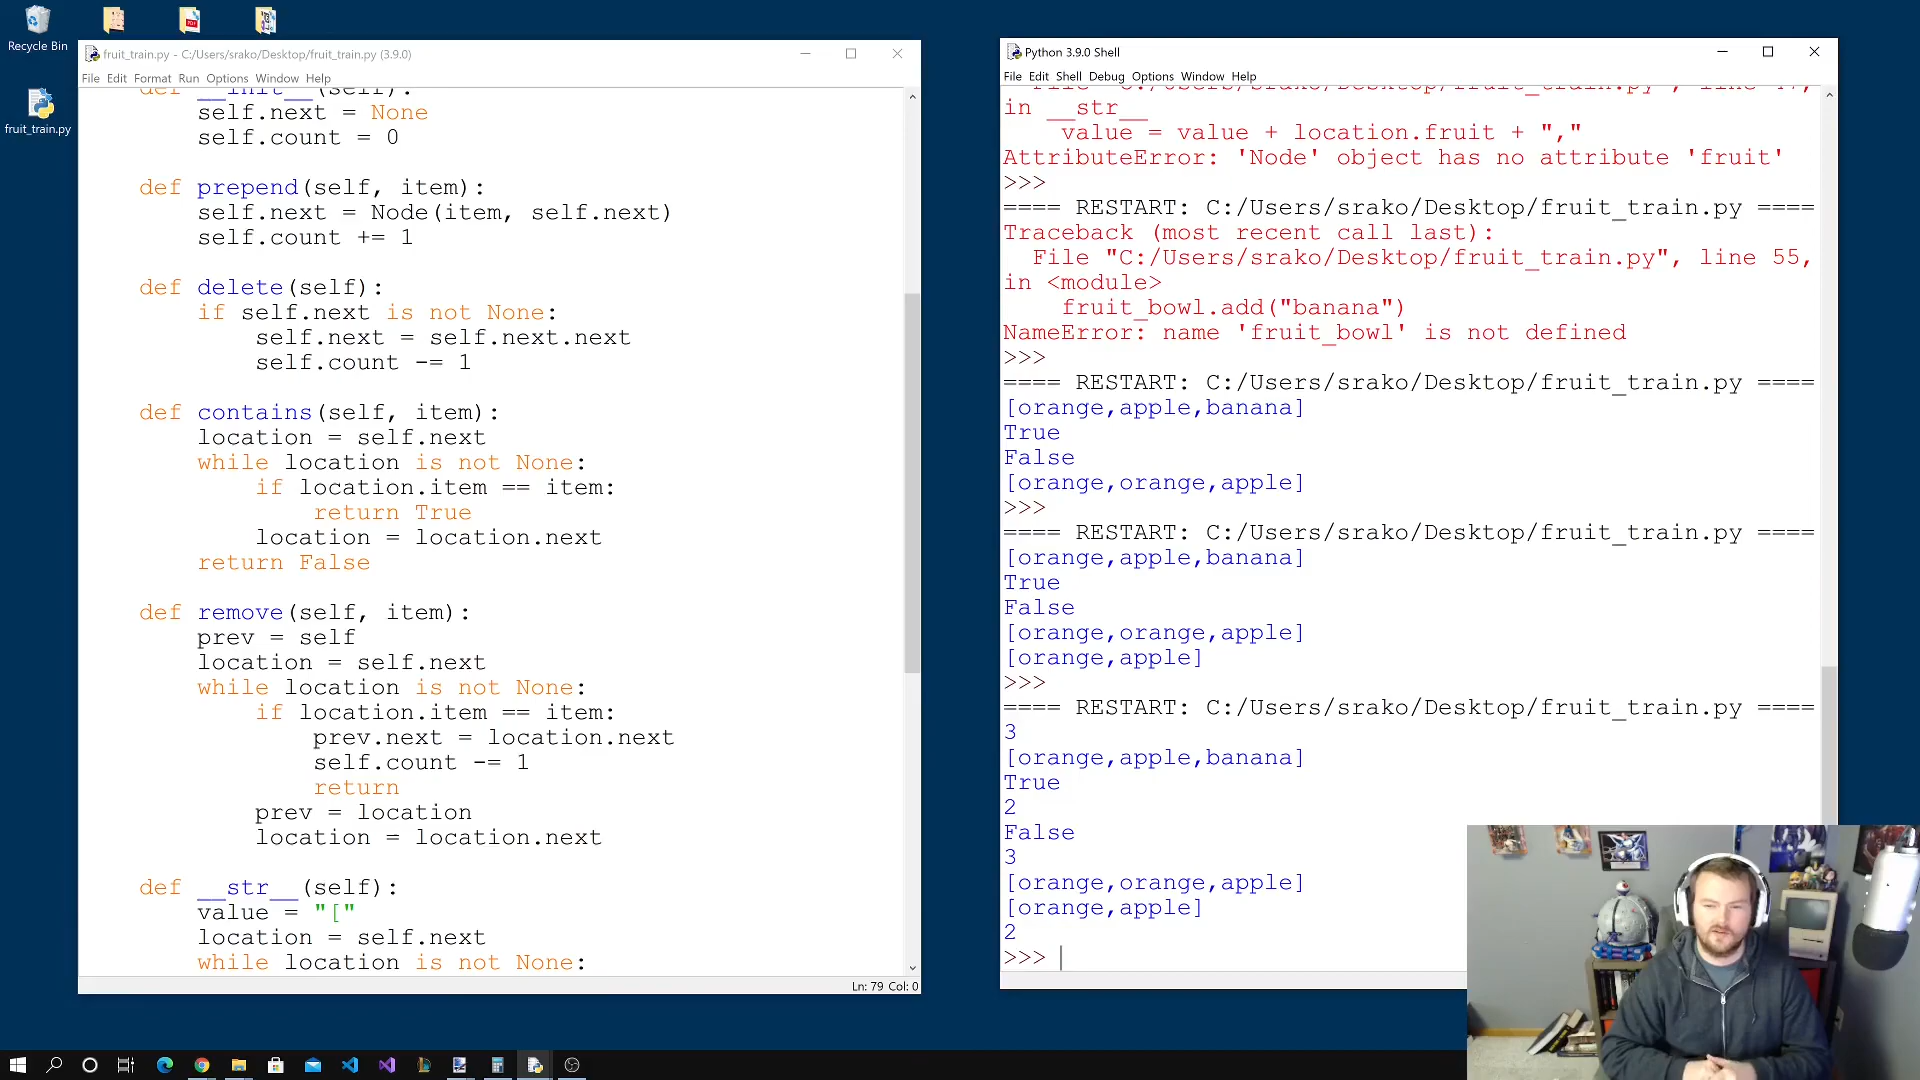 Recycle Bin
fruit_train.py
fruit_train.py - C:/Users/srako/Desktop/fruit_train.py (3.9.0)
File Edit Format Run Options Window Help
def __init__(self):
self.next = None
self.count = 0
def prepend(self, item):
self.next = Node(item, self.next)
self.count += 1
def delete(self):
if self.next is not None:
self.next = self.next.next
self.count -= 1
def contains(self, item):
location = self.next
while location is not None:
if location.item == item:
return True
location = location.next
return False
def remove(self, item):
prev = self
location = self.next
while location is not None:
if location.item == item:
prev.next = location.next
self.count -= 1
return
prev = location
location = location.next
def __str__(self):
value = "["
location = self.next
while location is not None:
Ln: 79 Col: 0
Python 3.9.0 Shell
File Edit Shell Debug Options Window Help
File "C:/Users/srako/Desktop/fruit_train.py", line 47,
in __str__
value = value + location.fruit + ","
AttributeError: 'Node' object has no attribute 'fruit'
>>>
==== RESTART: C:/Users/srako/Desktop/fruit_train.py ====
Traceback (most recent call last):
File "C:/Users/srako/Desktop/fruit_train.py", line 55,
in <module>
fruit_bowl.add("banana")
NameError: name 'fruit_bowl' is not defined
>>>
==== RESTART: C:/Users/srako/Desktop/fruit_train.py ====
[orange,apple,banana]
True
False
[orange,orange,apple]
>>>
==== RESTART: C:/Users/srako/Desktop/fruit_train.py ====
[orange,apple,banana]
True
False
[orange,orange,apple]
[orange,apple]
>>>
==== RESTART: C:/Users/srako/Desktop/fruit_train.py ====
3
[orange,apple,banana]
True
2
False
3
[orange,orange,apple]
[orange,apple]
2
>>>